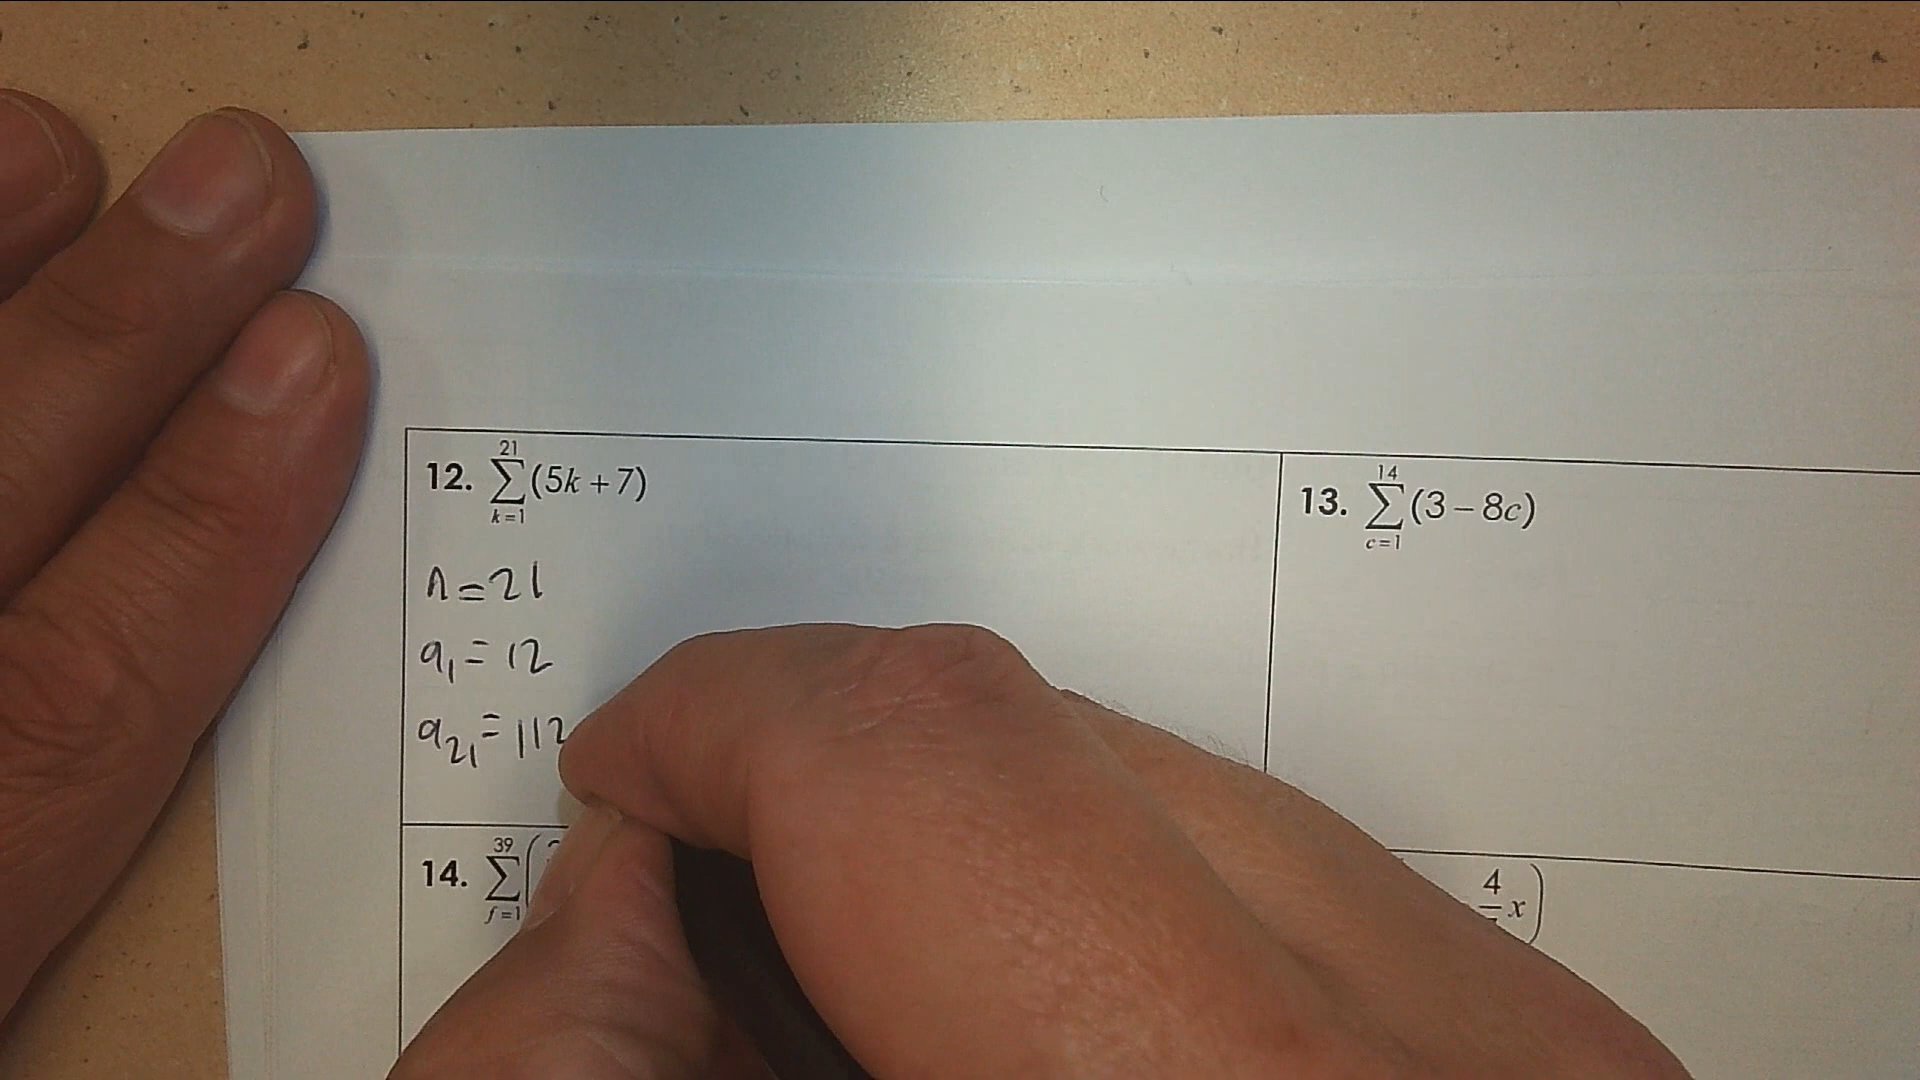 12. 21 ∑ k=1 (5k + 7)
n = 21
a₁ = 12
a₂₁ = 112
13. 14 ∑ c=1 (3 – 8c)
14. 39 ∑ f=1 (
4 x)